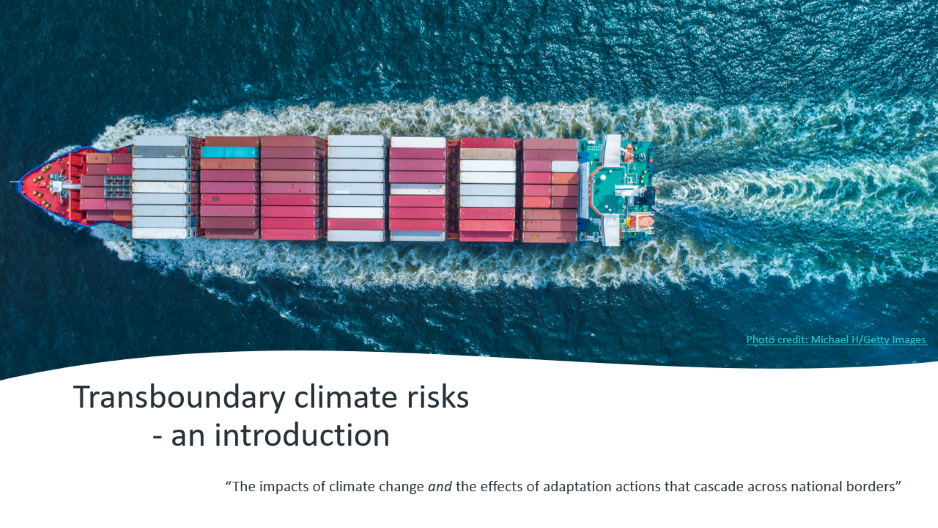 Photo credit: Michael H/Getty Images
Transboundary climate risks
- an introduction
“The impacts of climate change and the effects of adaptation actions that cascade across national borders”